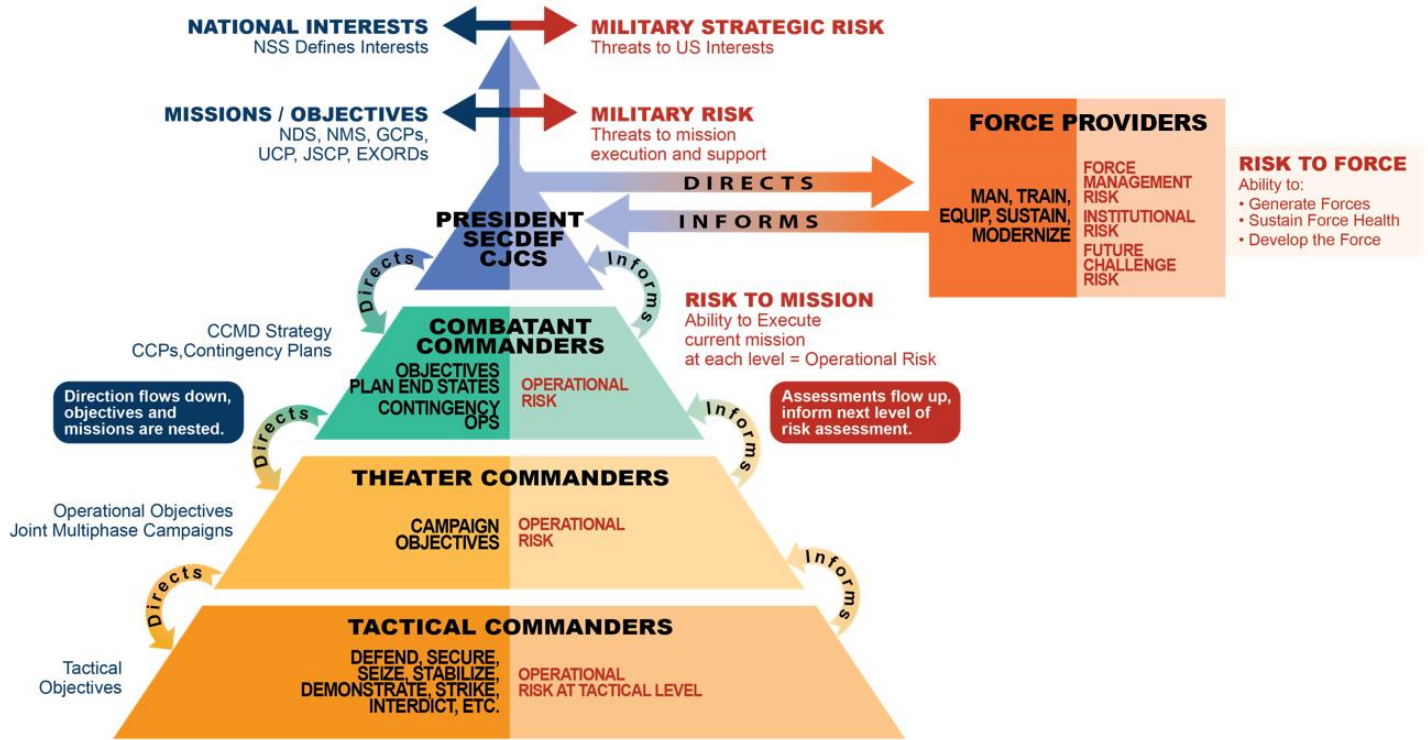 NATIONAL INTERESTS
NSS Defines Interests
MILITARY STRATEGIC RISK
Threats to US Interests
MISSIONS / OBJECTIVES
NDS, NMS, GCPs,
UCP, JSCP, EXORDs
MILITARY RISK
Threats to mission
execution and support
DIRECTS
INFORMS
FORCE PROVIDERS
MAN, TRAIN,
EQUIP, SUSTAIN,
MODERNIZE
FORCE
MANAGEMENT
RISK
INSTITUTIONAL
RISK
FUTURE
CHALLENGE
RISK
RISK TO FORCE
Ability to:
• Generate Forces
• Sustain Force Health
• Develop the Force
PRESIDENT
SECDEF
CJCS
Directs
Informs
CCMD Strategy
CCPs,Contingency Plans
COMBATANT
COMMANDERS
OBJECTIVES
PLAN END STATES
CONTINGENCY
OPS
OPERATIONAL
RISK
RISK TO MISSION
Ability to Execute
current mission
at each level = Operational Risk
Direction flows down,
objectives and
missions are nested.
Assessments flow up,
inform next level of
risk assessment.
Directs
Informs
Operational Objectives
Joint Multiphase Campaigns
THEATER COMMANDERS
CAMPAIGN
OBJECTIVES
OPERATIONAL
RISK
Directs
Informs
Tactical
Objectives
TACTICAL COMMANDERS
DEFEND, SECURE,
SEIZE, STABILIZE,
DEMONSTRATE, STRIKE,
INTERDICT, ETC.
OPERATIONAL
RISK AT TACTICAL LEVEL